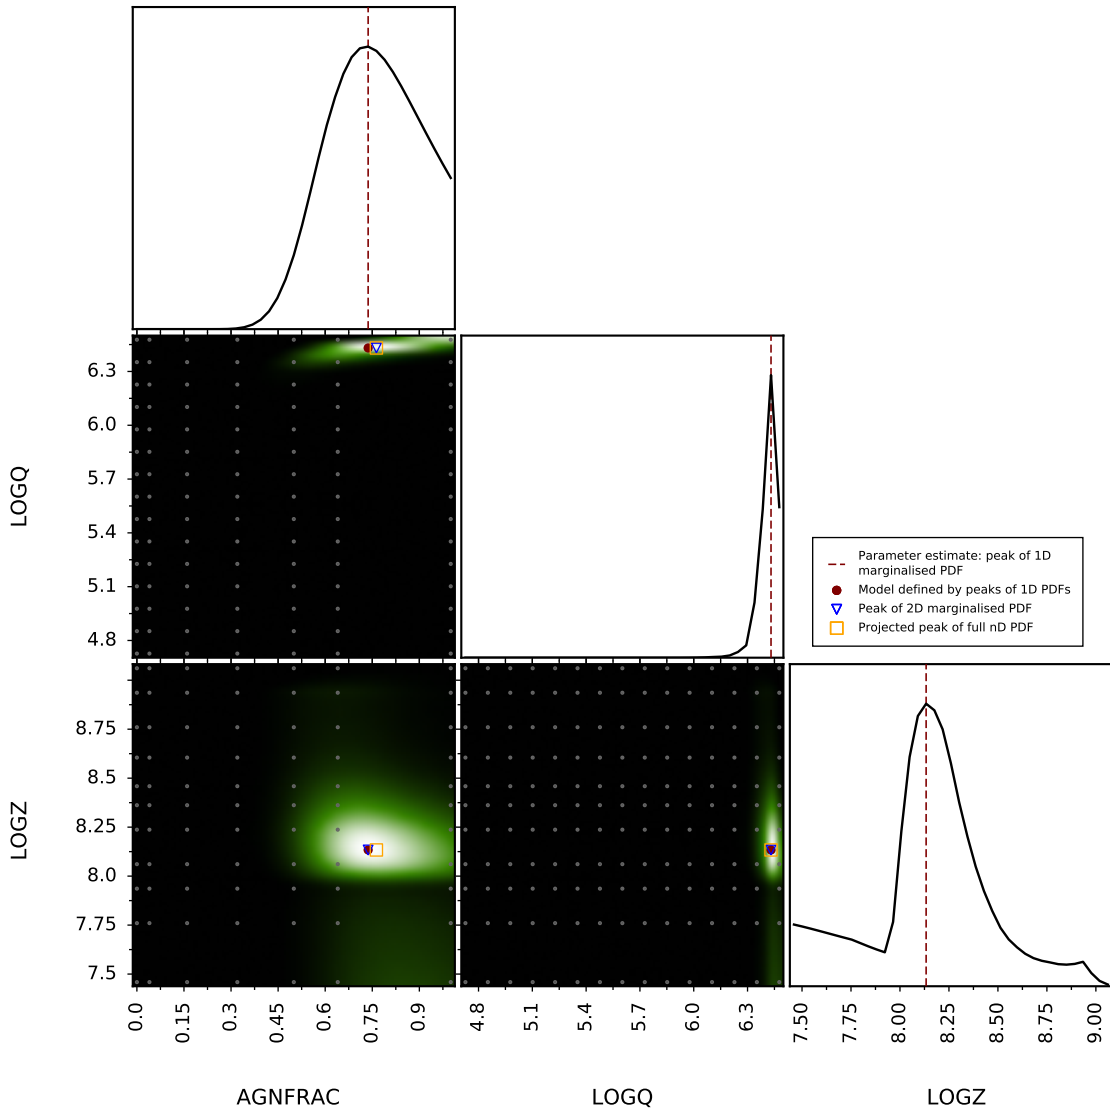 LOGQ
6.3
6.0
5.7
5.4
5.1
4.8
Parameter estimate: peak of 1D
marginalised PDF
Model defined by peaks of 1D PDFs
Peak of 2D marginalised PDF
Projected peak of full nD PDF
LOGZ
8.75
8.5
8.25
8.0
7.75
7.5
0.0 0.15 0.3 0.45 0.6 0.75 0.9
4.8 5.1 5.4 5.7 6.0 6.3
7.50 7.75 8.00 8.25 8.50 8.75 9.00
AGNFRAC
LOGQ
LOGZ